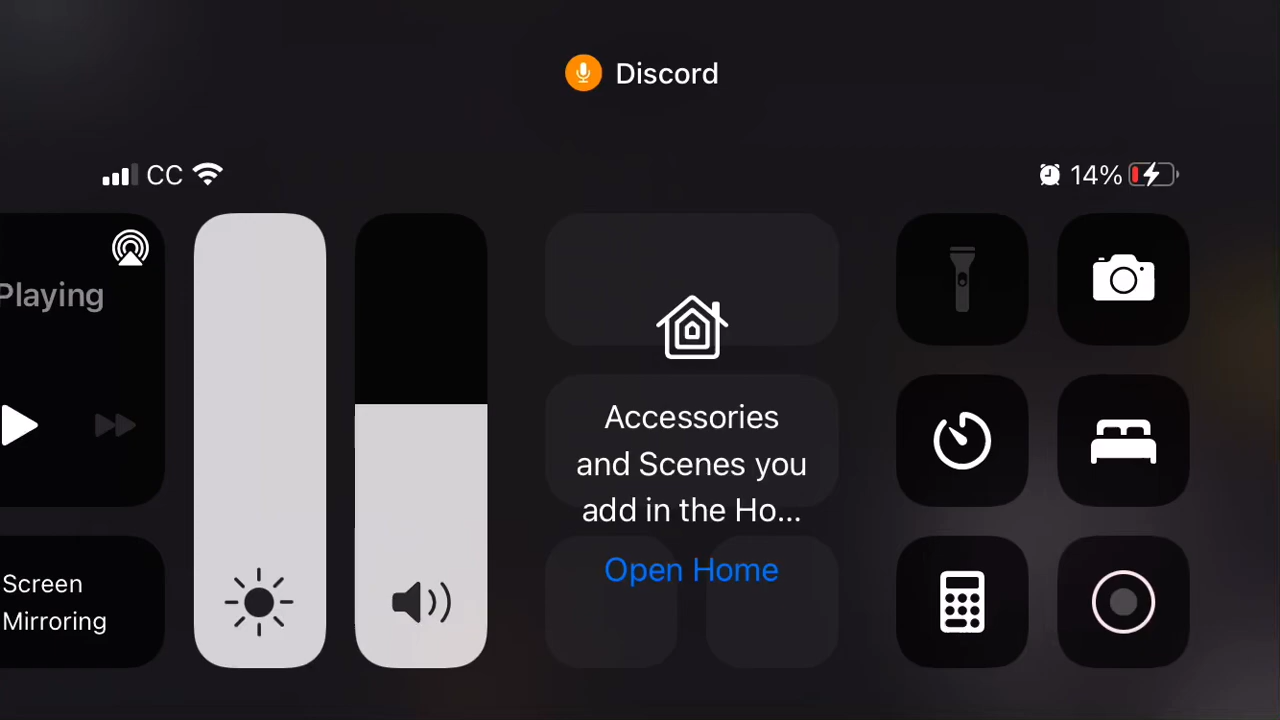 Discord
CC
14%
Playing
Accessories
and Scenes you
add in the Ho...
Open Home
Screen
Mirroring